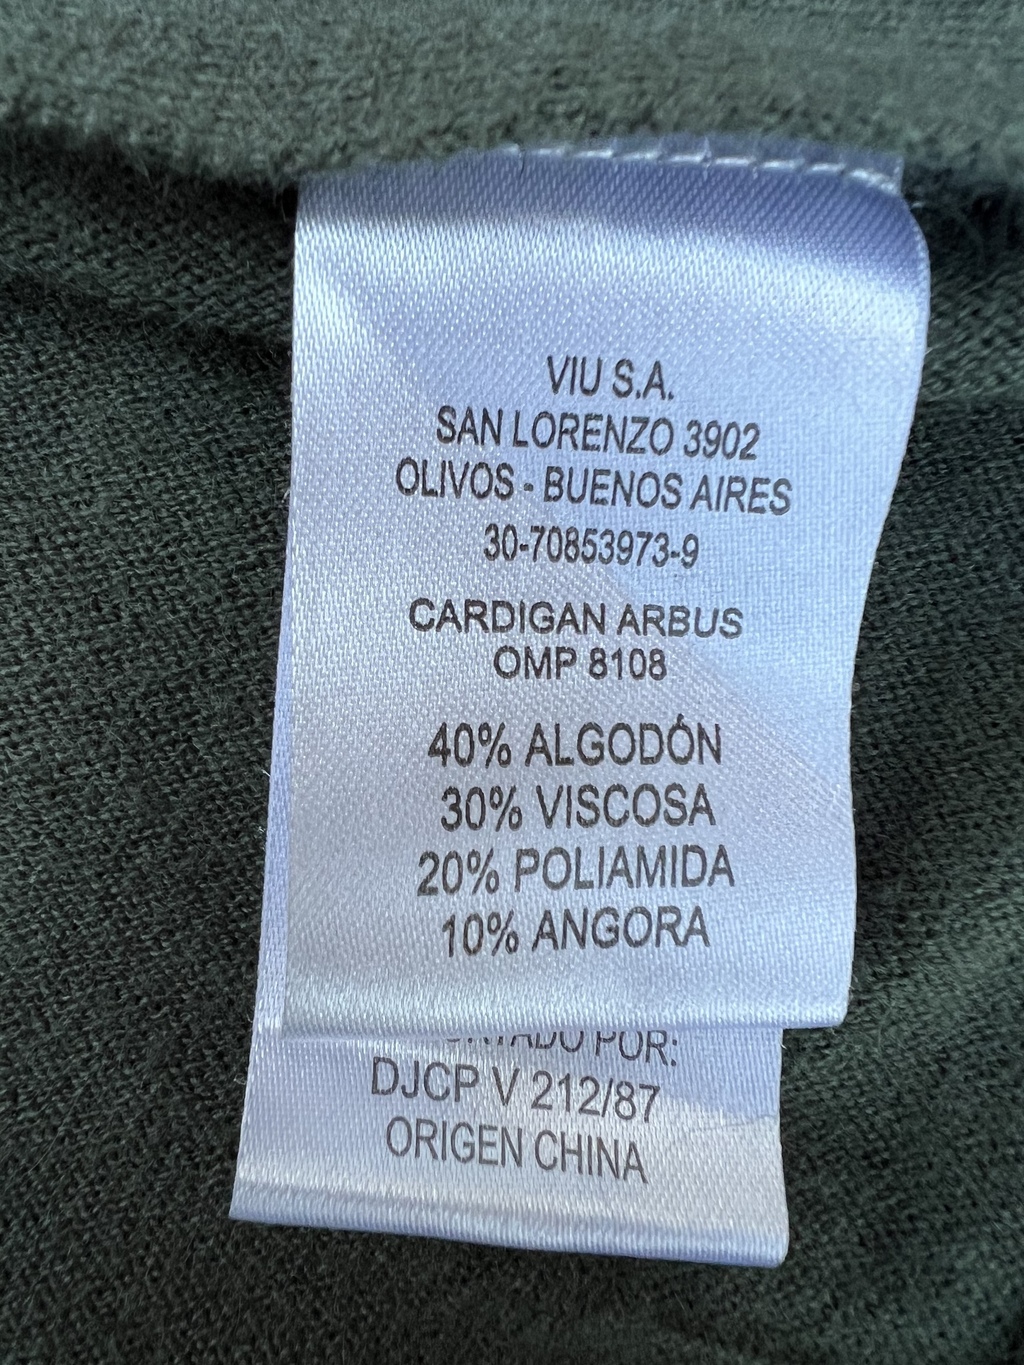 VIU S.A.
SAN LORENZO 3902
OLIVOS - BUENOS AIRES
30-70853973-9
CARDIGAN ARBUS
OMP 8108
40% ALGODÓN
30% VISCOSA
20% POLIAMIDA
10% ANGORA
POR:
DJCP V 212/87
ORIGEN CHINA